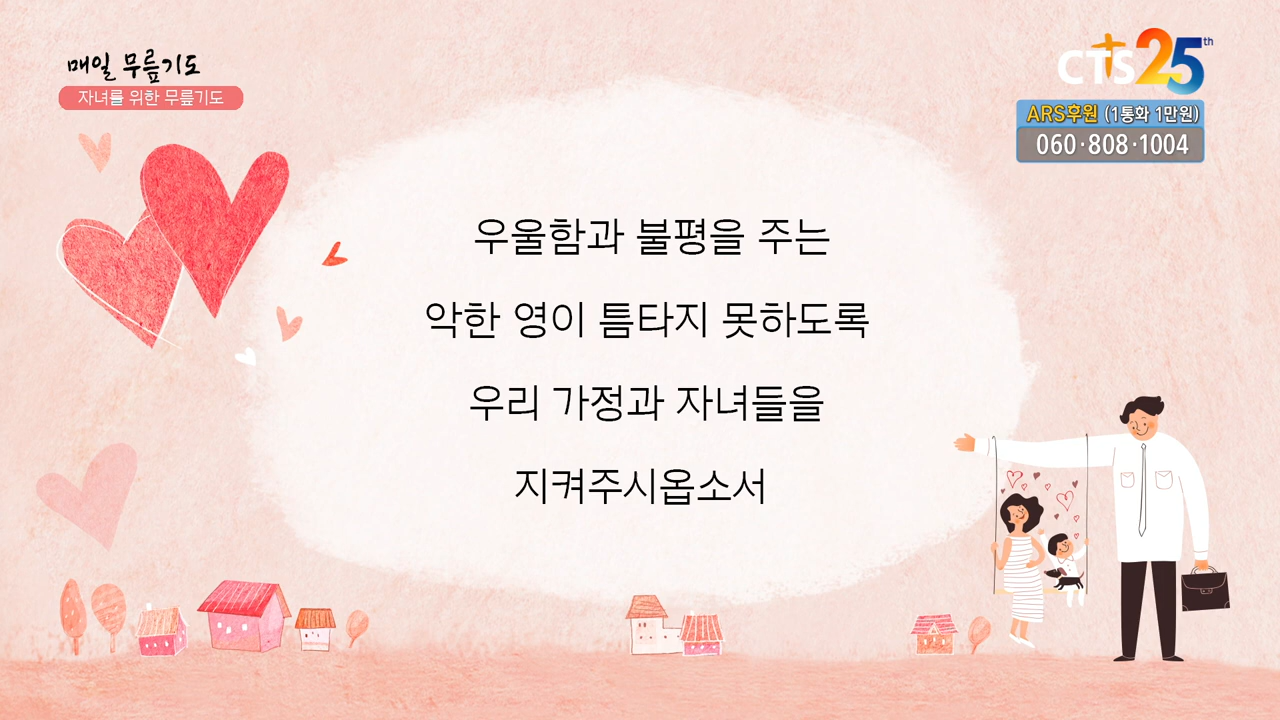 매일 무릎기도
자녀를 위한 무릎기도
CTS25th
ARS후원 (1통화 1만원)
060·808·1004
우울함과 불평을 주는
악한 영이 틈타지 못하도록
우리 가정과 자녀들을
지켜주시옵소서